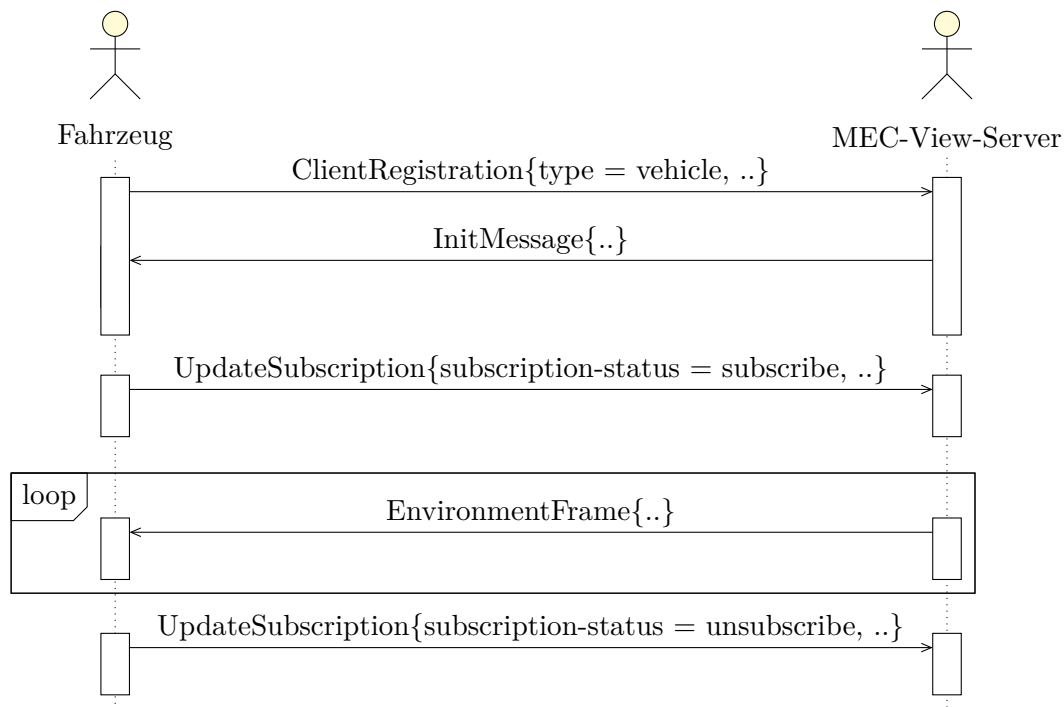 Fahrzeug
MEC-View-Server
ClientRegistration{type = vehicle, ..}
InitMessage{..}
UpdateSubscription{subscription-status = subscribe, ..}
loop
EnvironmentFrame{..}
UpdateSubscription{subscription-status = unsubscribe, ..}